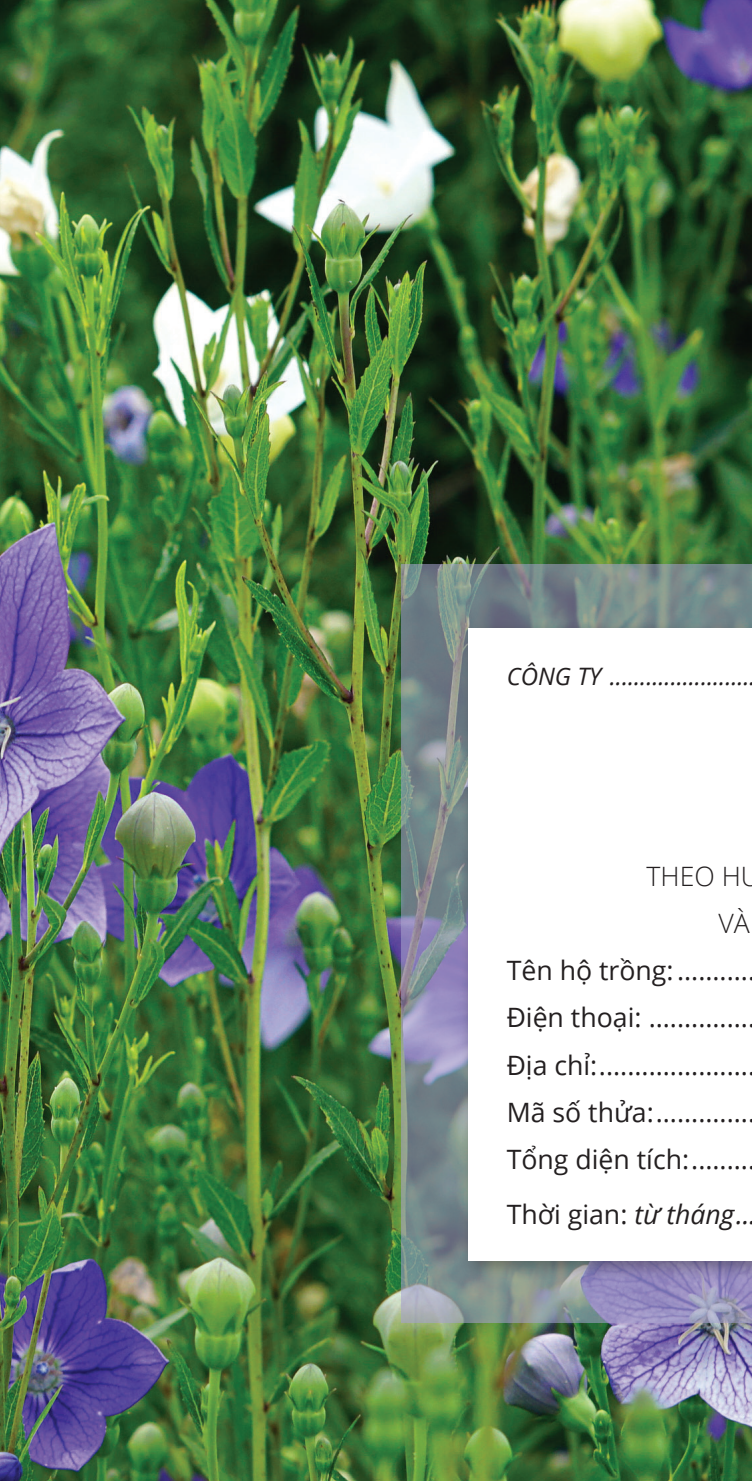 CÔNG TY ........................
THEO
VÀ
Tên hộ trồng:..........
Điện thoại: ..............
Địa chỉ:.....................
Mã số thửa:.............
Tổng diện tích:........
Thời gian: từ tháng...